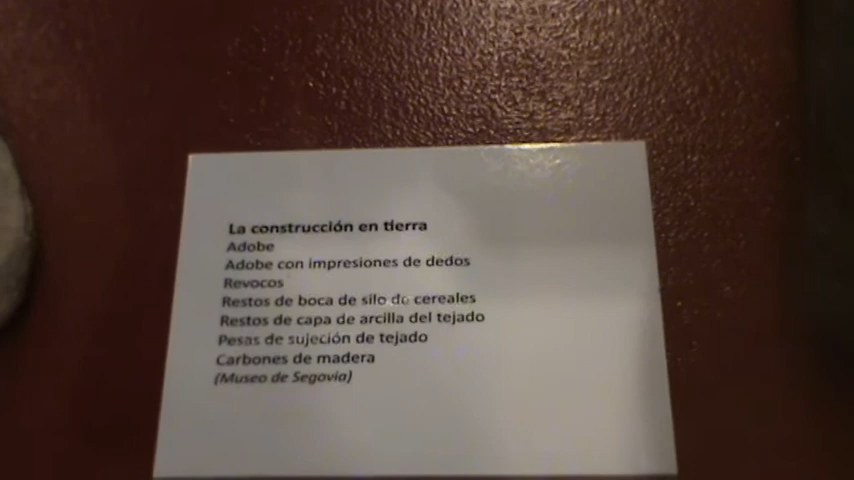 La construcción en tierra
Adobe
Adobe con impresiones de dedos
Revocos
Restos de boca de silo de cereales
Restos de capa de arcilla del tejado
Pesas de sujeción de tejado
Carbones de madera
(Museo de Segovia)